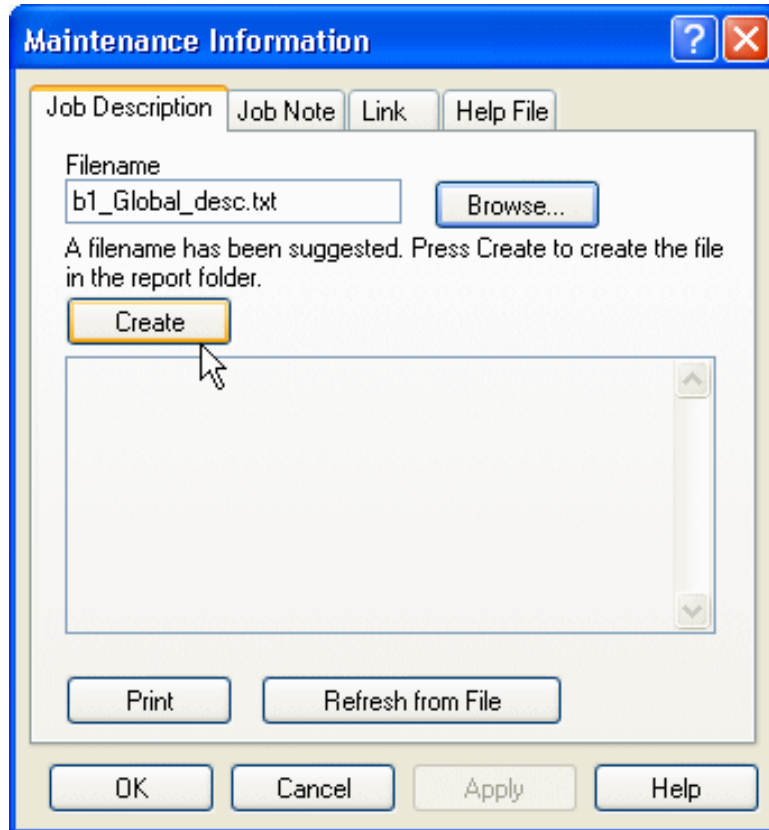 Maintenance Information
Job Description Job Note Link Help File
Filename
b1_Global_desc.txt Browse...
A filename has been suggested. Press Create to create the file
in the report folder.
Create
Print Refresh from File
OK Cancel Apply Help